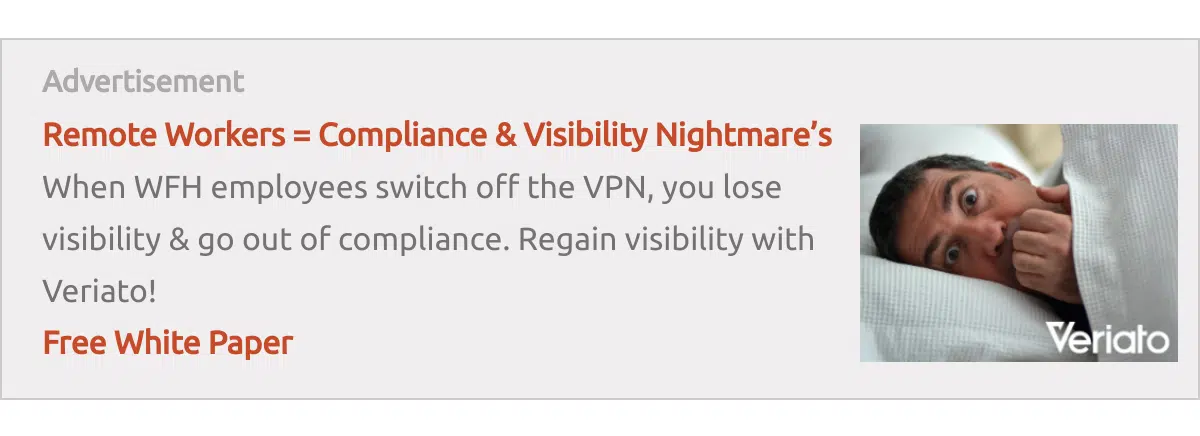 Advertisement
Remote Workers = Compliance & Visibility Nightmare’s
When WFH employees switch off the VPN, you lose
visibility & go out of compliance. Regain visibility with
Veriato!
Free White Paper
Veriato